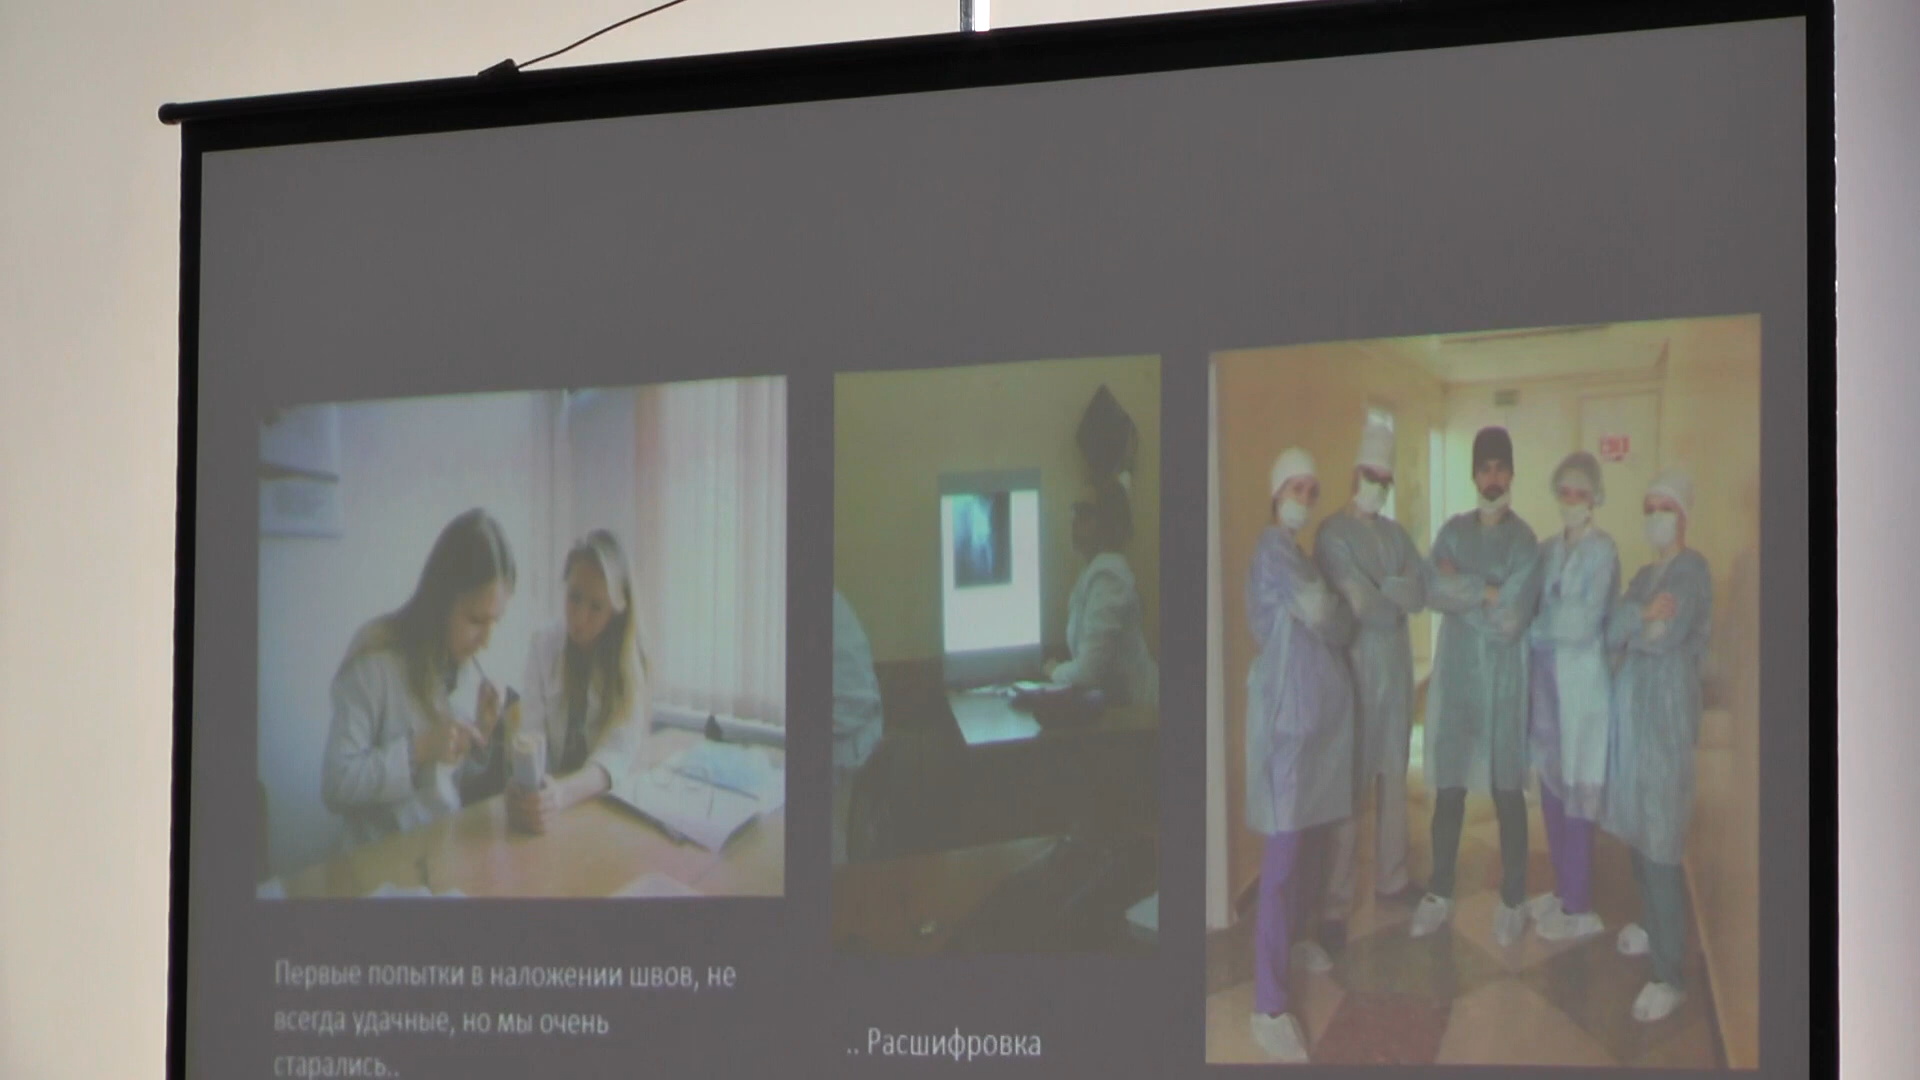 Первые попытки в наложении швов, не
всегда удачные, но мы очень
старались..
.. Расшифровка